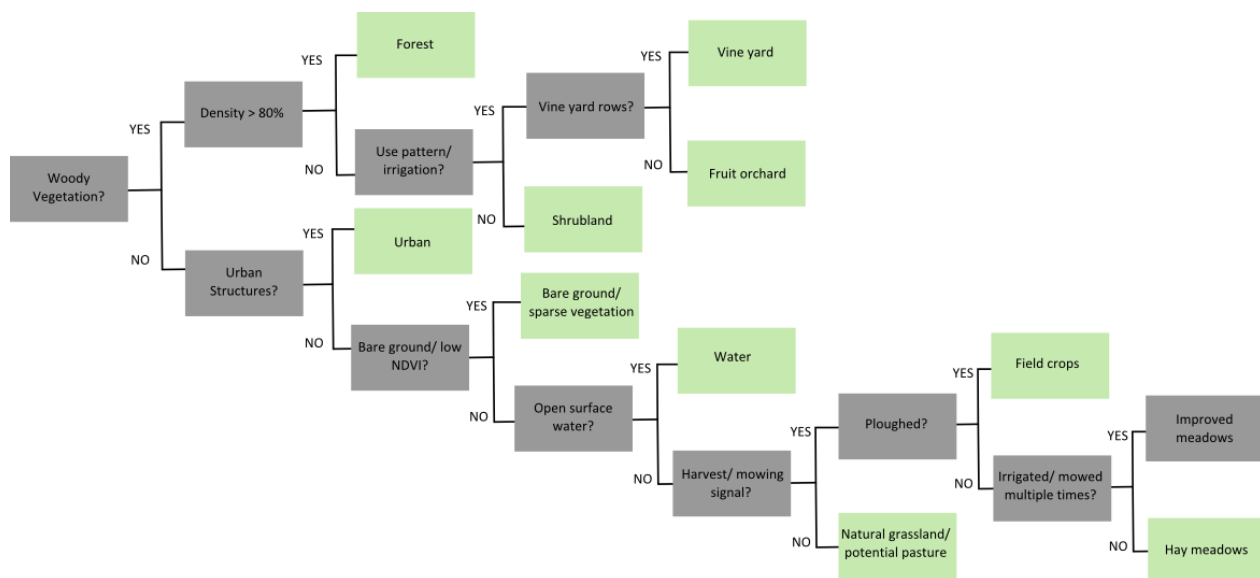 Forest
YES
Vine yard
YES
Density > 80%
Vine yard rows?
YES
YES
Use pattern/
irrigation?
NO
NO
Fruit orchard
Woody
Vegetation?
Shrubland
NO
Urban
YES
NO
Urban
Structures?
Bare ground/
sparse vegetation
YES
NO
Bare ground/ low
NDVI?
Water
YES
Field crops
YES
NO
Open surface
water?
Ploughed?
YES
Improved
meadows
YES
NO
Harvest/ mowing
signal?
NO
Irrigated/ mowed
multiple times?
NO
Natural grassland/
potential pasture
NO
Hay meadows